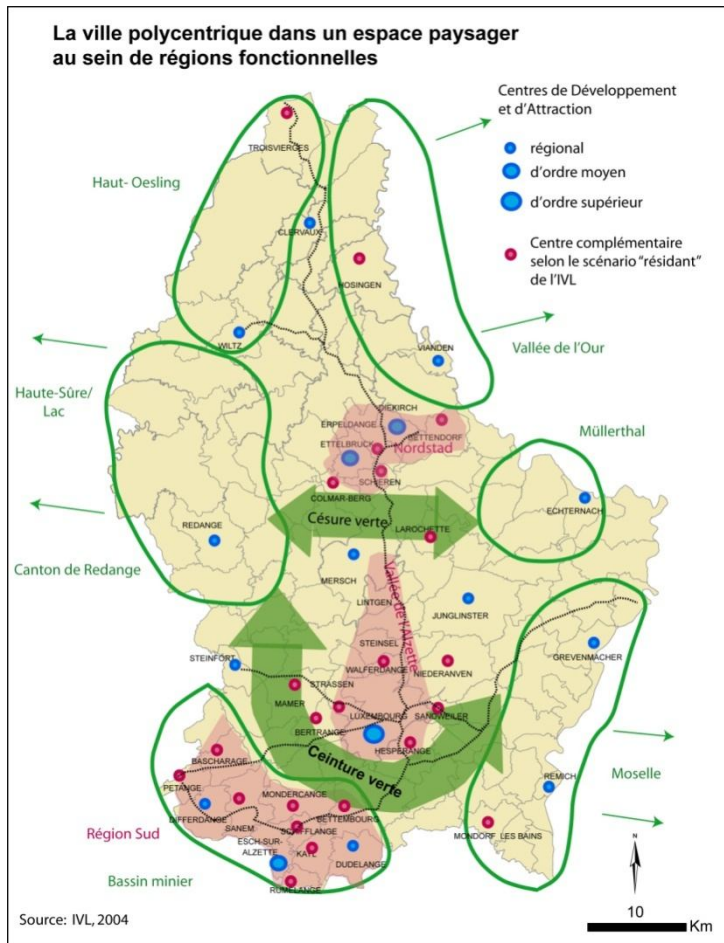 La ville polycentrique dans un espace paysager
au sein de régions fonctionnelles
Centres de Développement
et d'Attraction
régional
d'ordre moyen
d'ordre supérieur
Centre complémentaire
selon le scénario "résidant"
de l'IVL
TROISVIERGES
Haut- Oesling
CLERVAUX
HOSINGEN
WILTZ
VIANDEN
Vallée de l'Our
Haute-Sûre/
Lac
DIEKIRCH
ERPELDANGE
BETTENDORF
ETTELBRUCK
Nordstad
SCHIEREN
Müllerthal
COLMAR-BERG
ECHTERNACH
Césure verte
REDANGE
LAROCHETTE
Canton de Redange
MERSCH
Vallée de l'Alzette
LINTGEN
JUNGLINSTER
STEINSEL
STEINFORT
WALFERDANGE
NIEDERANVEN
GREVENMACHER
STRASSEN
MAMER
LUXEMBOURG
SANDWEILER
BERTRANGE
HESPERANGE
BASCHARAGE
Ceinture verte
PETANGE
REMICH
Moselle
MONDERCANGE
DIFFERDANGE
BETTEMBOURG
SANEM
SCHIFFLANGE
MONDORF LES BAINS
Région Sud
ESCH-SUR-
ALZETTE
KAYL
DUDELANGE
Bassin minier
RUMELANGE
N
10
Km
Source: IVL, 2004